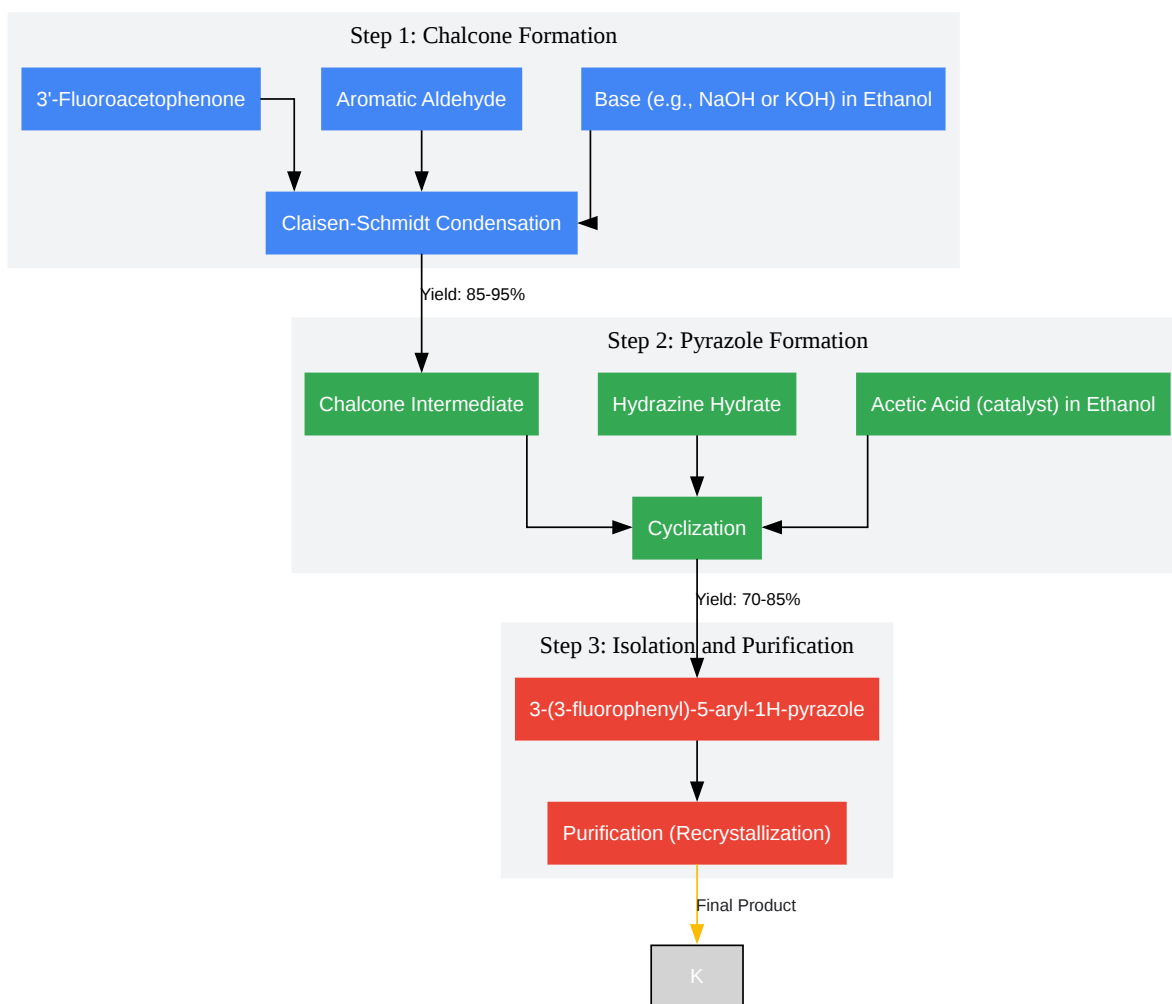 Step 1: Chalcone Formation
3'-Fluoroacetophenone
Aromatic Aldehyde
Base (e.g., NaOH or KOH) in Ethanol
Claisen-Schmidt Condensation
Yield: 85-95%
Step 2: Pyrazole Formation
Chalcone Intermediate
Hydrazine Hydrate
Acetic Acid (catalyst) in Ethanol
Cyclization
Yield: 70-85%
Step 3: Isolation and Purification
3-(3-fluorophenyl)-5-aryl-1H-pyrazole
Purification (Recrystallization)
Final Product
K